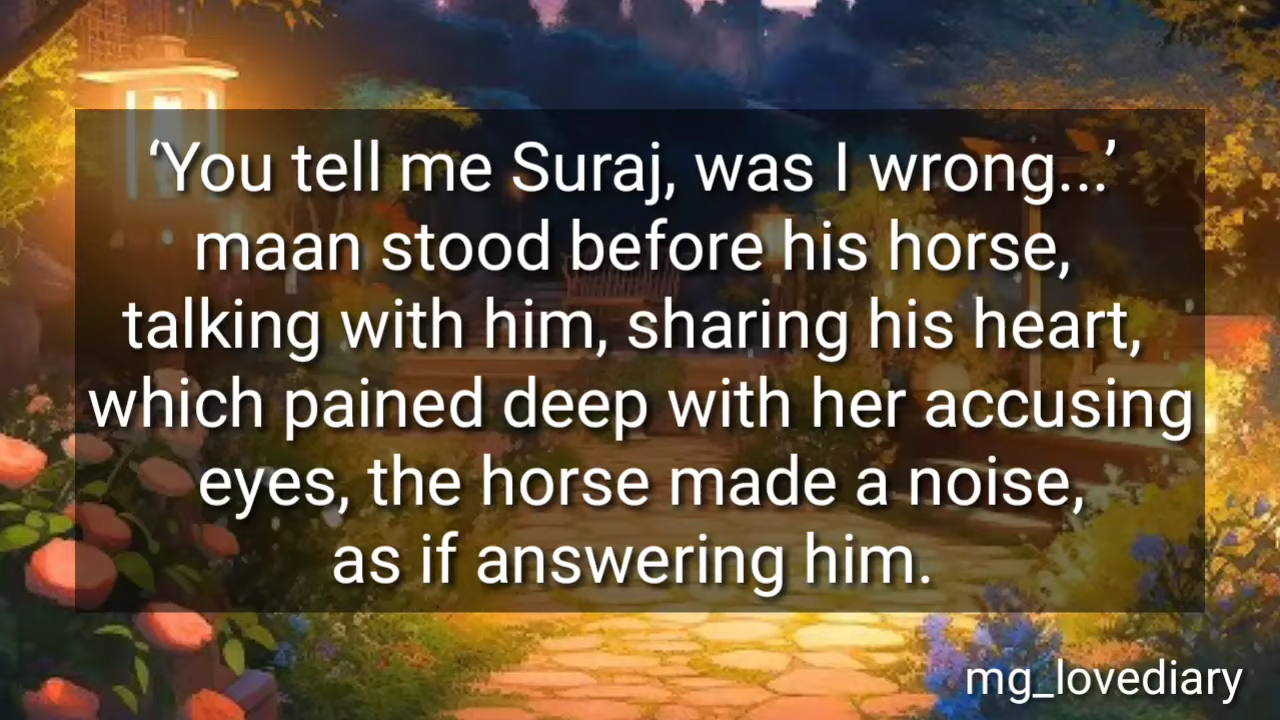 ‘You tell me Suraj, was I wrong...’
maan stood before his horse,
talking with him, sharing his heart,
which pained deep with her accusing
eyes, the horse made a noise,
as if answering him.
mg_lovediary